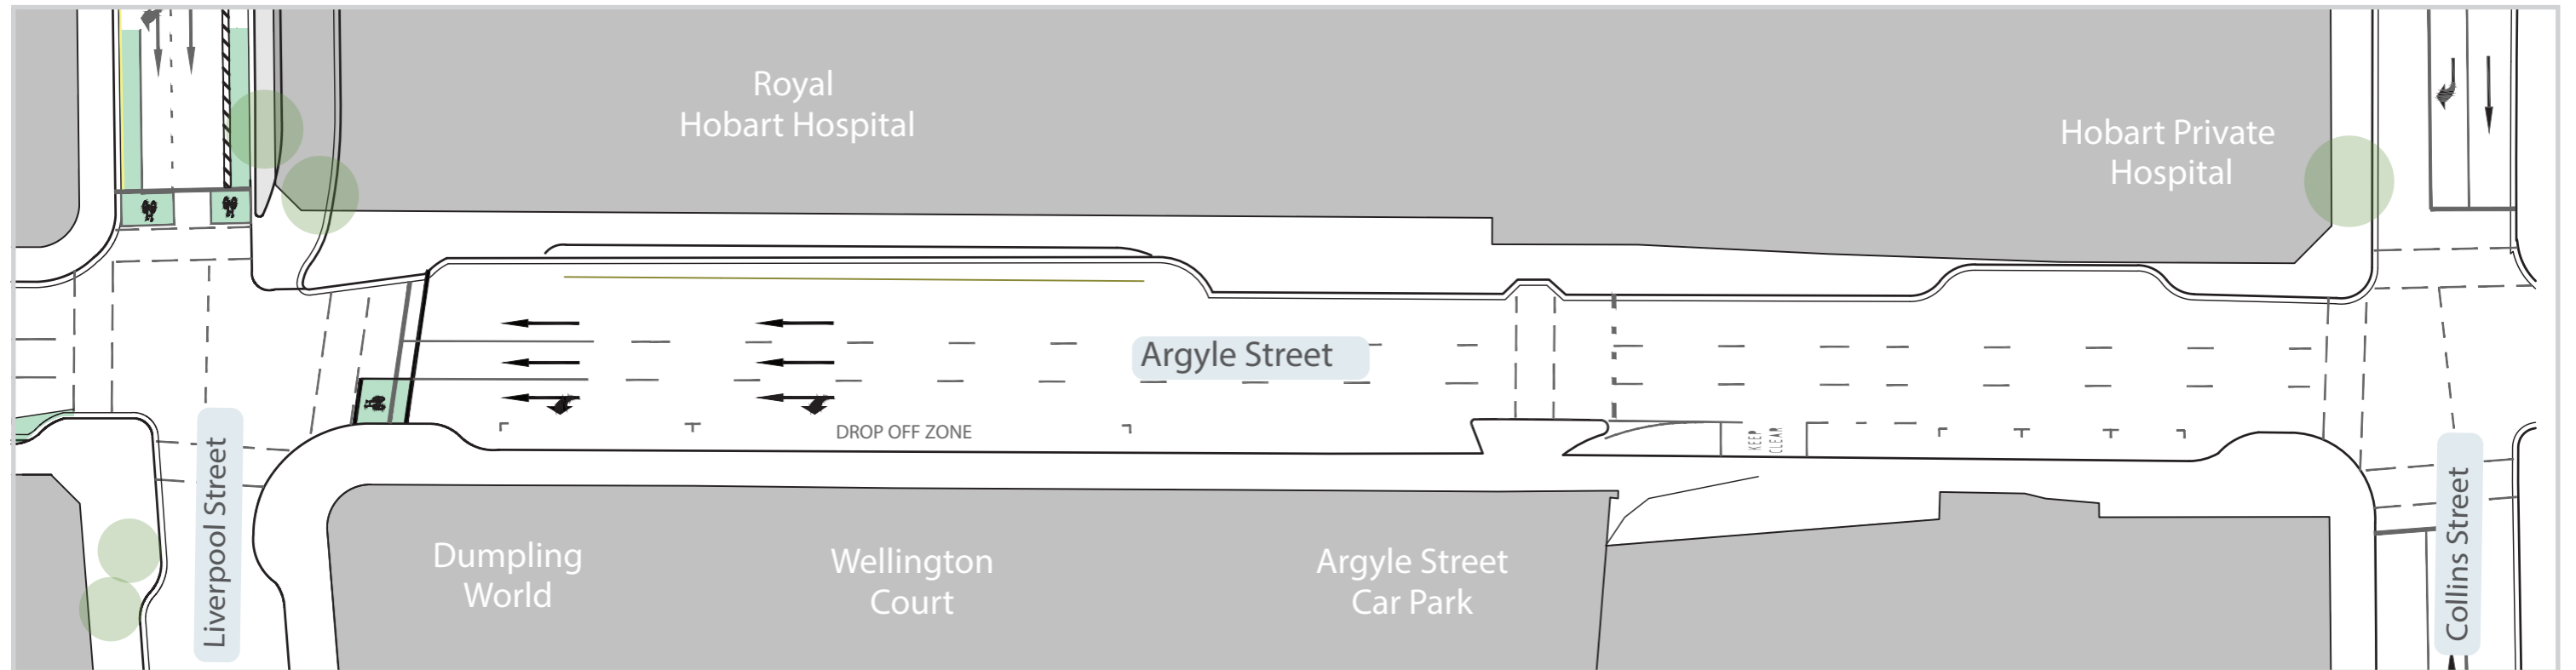 Royal
Hobart Hospital
Hobart Private
Hospital
Argyle Street
DROP OFF ZONE
KEEP
CLEAR
Liverpool Street
Collins Street
Dumpling
World
Wellington
Court
Argyle Street
Car Park